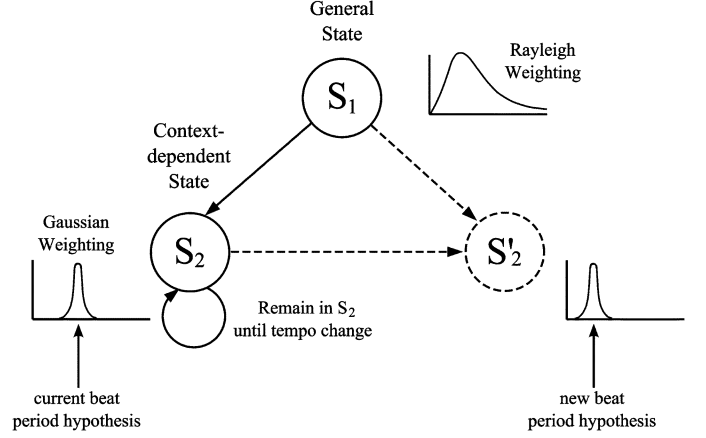 General
State
S₁
Rayleigh
Weighting
Context-
dependent
State
Gaussian
Weighting
S₂
S'₂
Remain in S₂
until tempo change
current beat
period hypothesis
new beat
period hypothesis